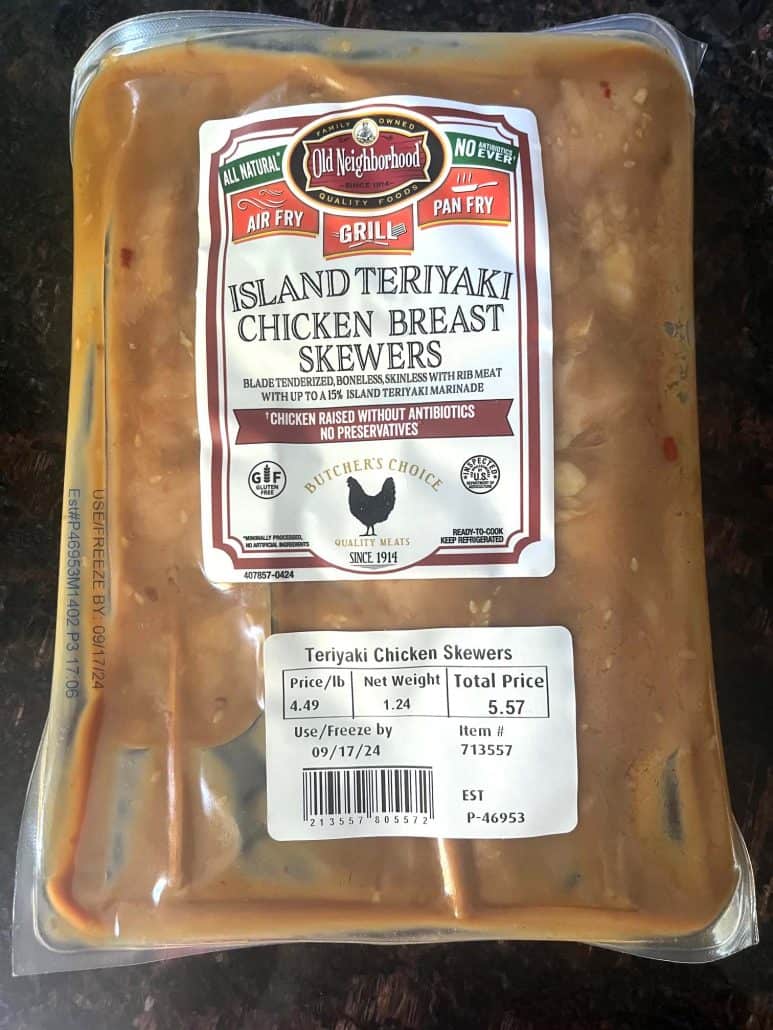 FAMILY OWNED
Old Neighborhood
SINCE 1914
QUALITY FOODS
ALL NATURAL*
NO ANTIBIOTICS EVER†
AIR FRY
GRILL
PAN FRY
ISLAND TERIYAKI
CHICKEN BREAST
SKEWERS
BLADE TENDERIZED, BONELESS, SKINLESS WITH RIB MEAT
WITH UP TO A 15% ISLAND TERIYAKI MARINADE
†CHICKEN RAISED WITHOUT ANTIBIOTICS
NO PRESERVATIVES
GF
GLUTEN
FREE
BUTCHER'S CHOICE
INSPECTED
U.S.
DEPARTMENT OF
AGRICULTURE
QUALITY MEATS
SINCE 1914
*MINIMALLY PROCESSED,
NO ARTIFICIAL INGREDIENTS
READY-TO-COOK
KEEP REFRIGERATED
407857-0424
USE/FREEZE BY: 09/17/24
Est#P46953M1402 P3 17:06
Teriyaki Chicken Skewers
Price/lb Net Weight Total Price
4.49 1.24 5.57
Use/Freeze by Item #
09/17/24 713557
EST
P-46953
2 13557 80557 2